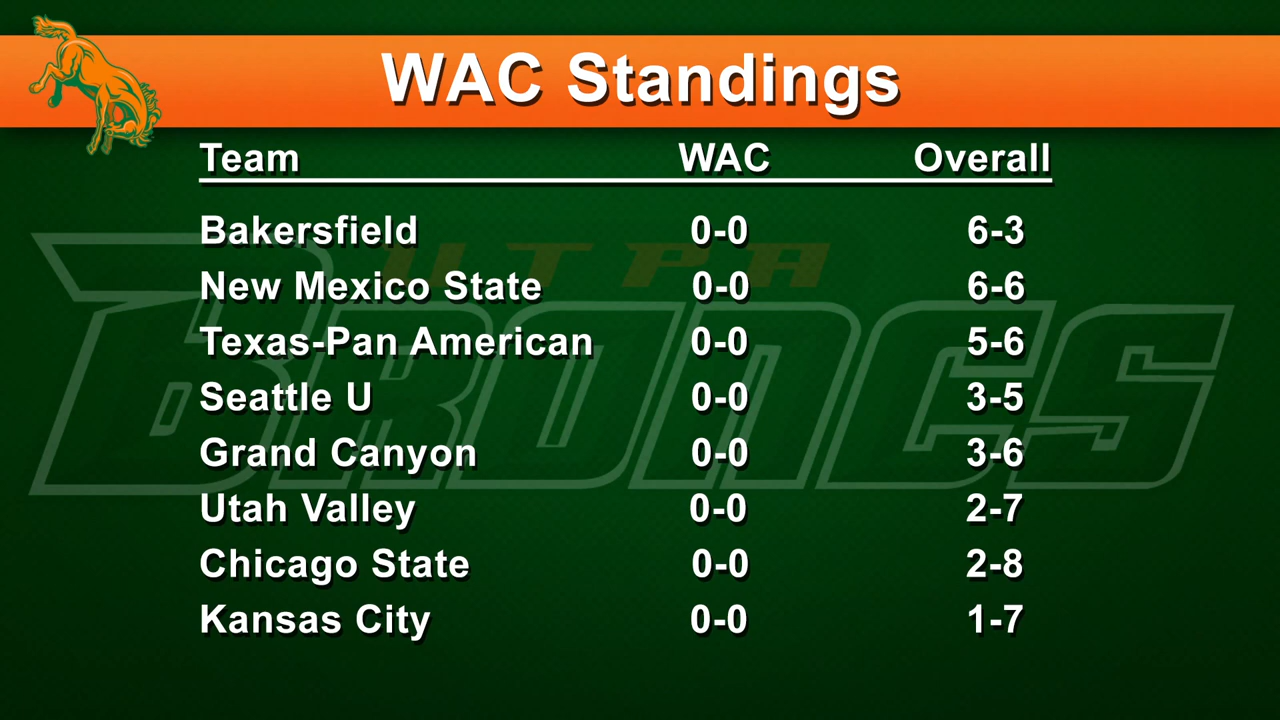 WAC Standings
Team WAC Overall
Bakersfield 0-0 6-3
New Mexico State 0-0 6-6
Texas-Pan American 0-0 5-6
Seattle U 0-0 3-5
Grand Canyon 0-0 3-6
Utah Valley 0-0 2-7
Chicago State 0-0 2-8
Kansas City 0-0 1-7
UTPA
BRONCS